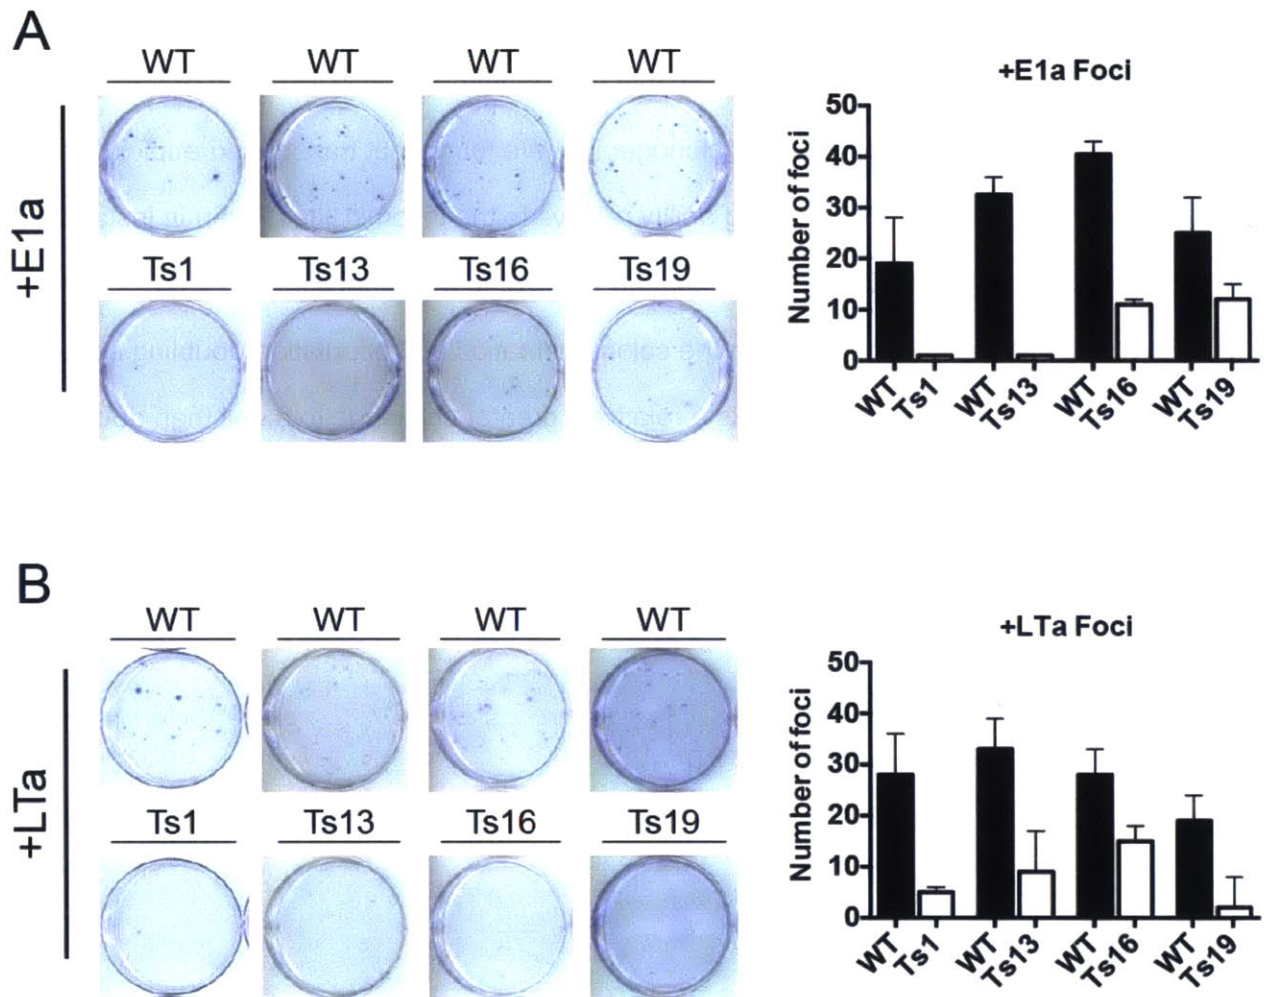 A
WT WT WT WT
+E1a
Ts1 Ts13 Ts16 Ts19
+E1a Foci
Number of foci
50
40
30
20
10
0
WT Ts1 WT Ts13 WT Ts16 WT Ts19
B
WT WT WT WT
+LTa
Ts1 Ts13 Ts16 Ts19
+LTa Foci
Number of foci
50
40
30
20
10
0
WT Ts1 WT Ts13 WT Ts16 WT Ts19